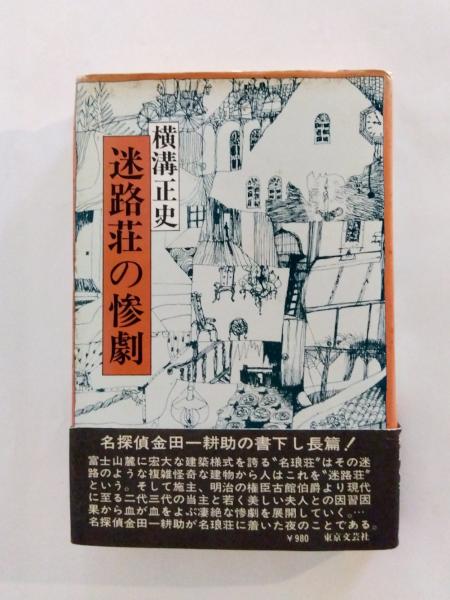 横溝正史
迷路荘の惨劇
名探偵金田一耕助の書下し長篇!
富士山麓に宏大な建築様式を誇る“名琅荘”はその迷
路のような複雑怪奇な建物から人はこれを“迷路荘”
という。そして施主、明治の権臣古館伯爵より現代
に至る二代三代の当主と若く美しい夫人との因習因
果から血が血をよぶ凄絶な惨劇を展開していく。…
名探偵金田一耕助が名琅荘に着いた夜のことである。
¥980 東京文芸社